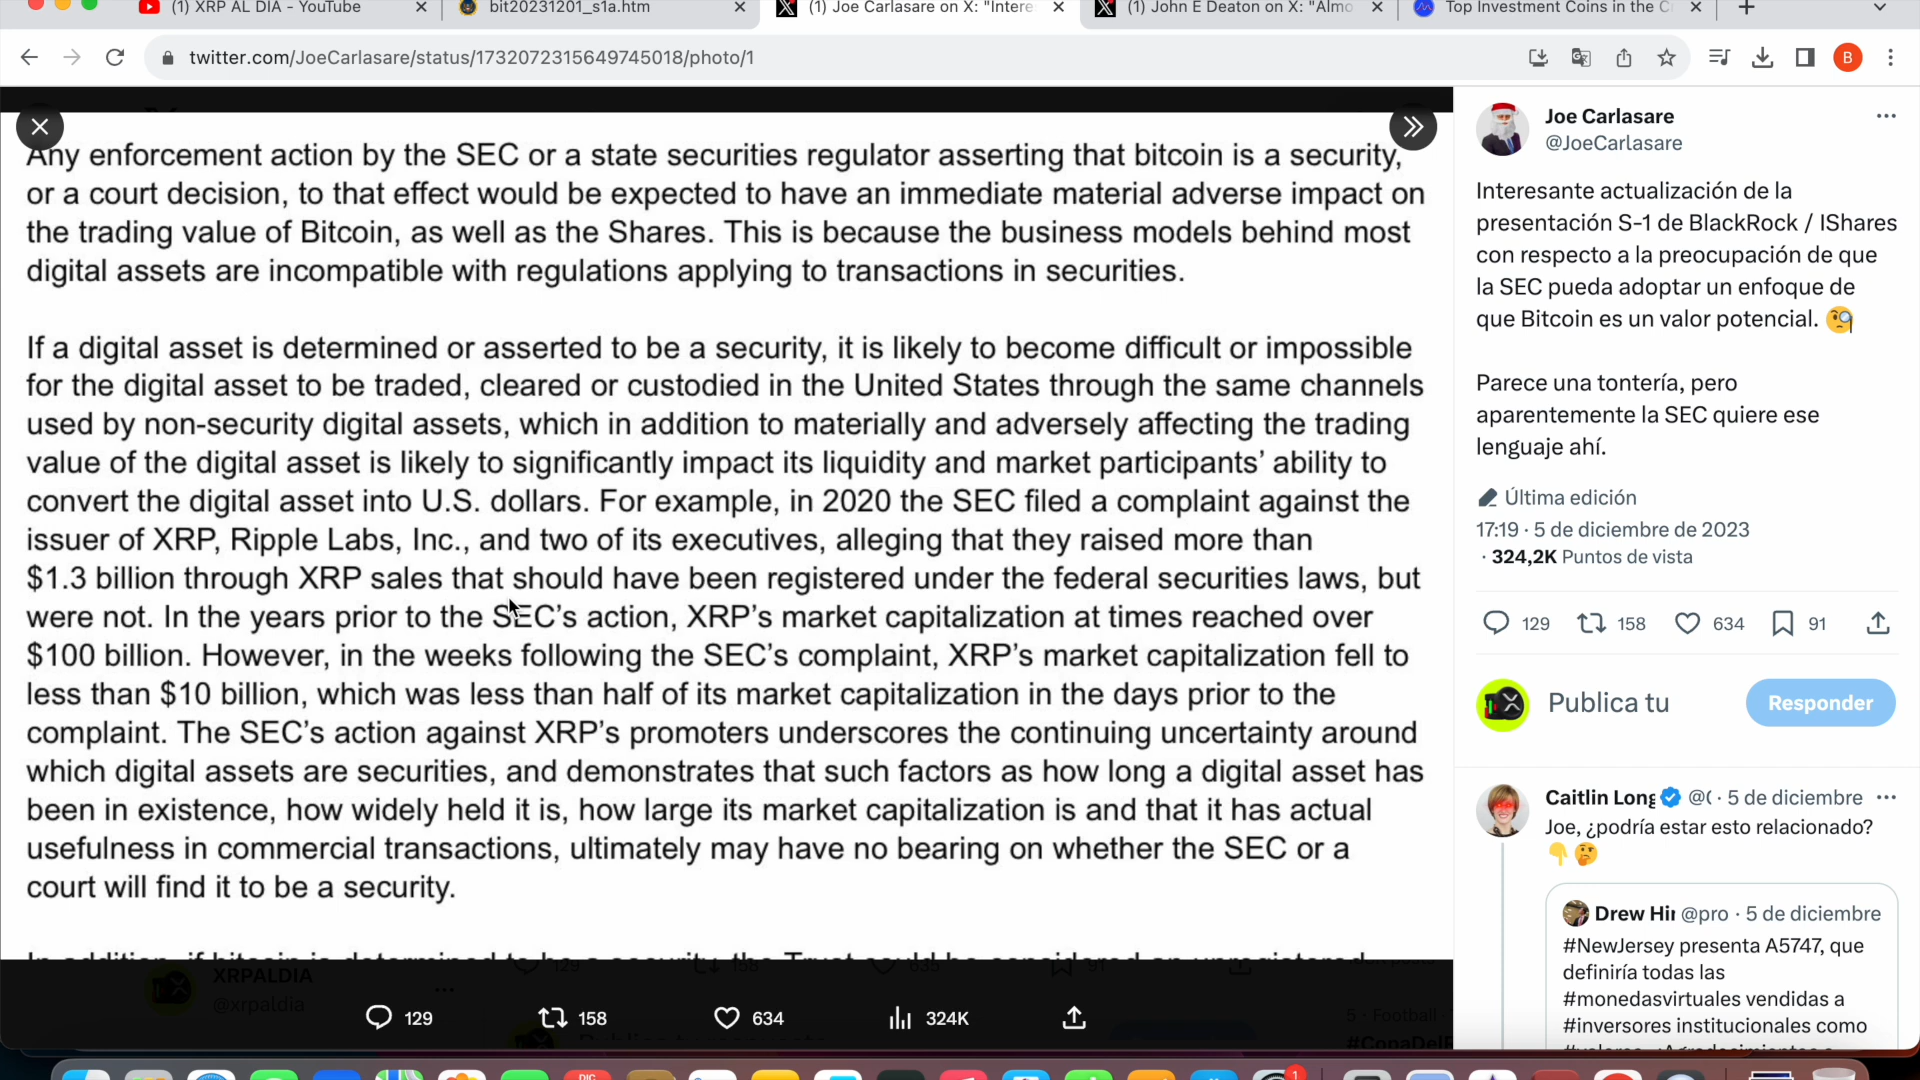 (1) XRP AL DIA - YouTube
bit20231201_s1a.htm
(1) Joe Carlasare on X: "Intere
(1) John E Deaton on X: "Almo
Top Investment Coins in the C
twitter.com/JoeCarlasare/status/1732072315649745018/photo/1
B
Any enforcement action by the SEC or a state securities regulator asserting that bitcoin is a security,
or a court decision, to that effect would be expected to have an immediate material adverse impact on
the trading value of Bitcoin, as well as the Shares. This is because the business models behind most
digital assets are incompatible with regulations applying to transactions in securities.
If a digital asset is determined or asserted to be a security, it is likely to become difficult or impossible
for the digital asset to be traded, cleared or custodied in the United States through the same channels
used by non-security digital assets, which in addition to materially and adversely affecting the trading
value of the digital asset is likely to significantly impact its liquidity and market participants’ ability to
convert the digital asset into U.S. dollars. For example, in 2020 the SEC filed a complaint against the
issuer of XRP, Ripple Labs, Inc., and two of its executives, alleging that they raised more than
$1.3 billion through XRP sales that should have been registered under the federal securities laws, but
were not. In the years prior to the SEC’s action, XRP’s market capitalization at times reached over
$100 billion. However, in the weeks following the SEC’s complaint, XRP’s market capitalization fell to
less than $10 billion, which was less than half of its market capitalization in the days prior to the
complaint. The SEC’s action against XRP’s promoters underscores the continuing uncertainty around
which digital assets are securities, and demonstrates that such factors as how long a digital asset has
been in existence, how widely held it is, how large its market capitalization is and that it has actual
usefulness in commercial transactions, ultimately may have no bearing on whether the SEC or a
court will find it to be a security.
In addition, if bitcoin is determined to be a security, the Trust could be considered an unregistered
XRPALDIA
@xrpaldia
129
158
634
324K
Joe Carlasare
@JoeCarlasare
Interesante actualización de la
presentación S-1 de BlackRock / IShares
con respecto a la preocupación de que
la SEC pueda adoptar un enfoque de
que Bitcoin es un valor potencial. 🧐
Parece una tontería, pero
aparentemente la SEC quiere ese
lenguaje ahí.
Última edición
17:19 · 5 de diciembre de 2023
· 324,2K Puntos de vista
129
158
634
91
Publica tu
Responder
Caitlin Long @( · 5 de diciembre
Joe, ¿podría estar esto relacionado?
👇🤔
Drew Hir @pro · 5 de diciembre
#NewJersey presenta A5747, que
definiría todas las
#monedasvirtuales vendidas a
#inversores institucionales como
DIC
1